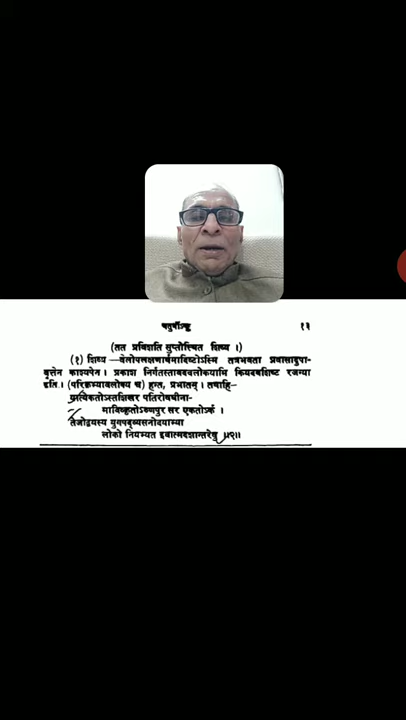 चतुर्थोऽङ्कः १३
(तत प्रविशति सुप्तोत्थित शिष्य ।)
(१) शिष्य —वेलोपलक्षणार्थमादिष्टोऽस्मि तत्रभवता प्रवासादुपा-
वृत्तेन काश्यपेन । प्रकाश निर्गतस्तावदवलोकयामि कियदवशिष्ट रजन्या
इति । (परिक्रम्यावलोक्य च) हन्त, प्रभातम् । तथाहि–
यात्येकतोऽस्तशिखर पतिरोषधीना-
माविष्कृतोऽरुणपुर सर एकतोऽर्क ।
तेजोद्वयस्य युगपद्व्यसनोदयाभ्या
लोको नियम्यत इवात्मदशान्तरेषु ॥२॥